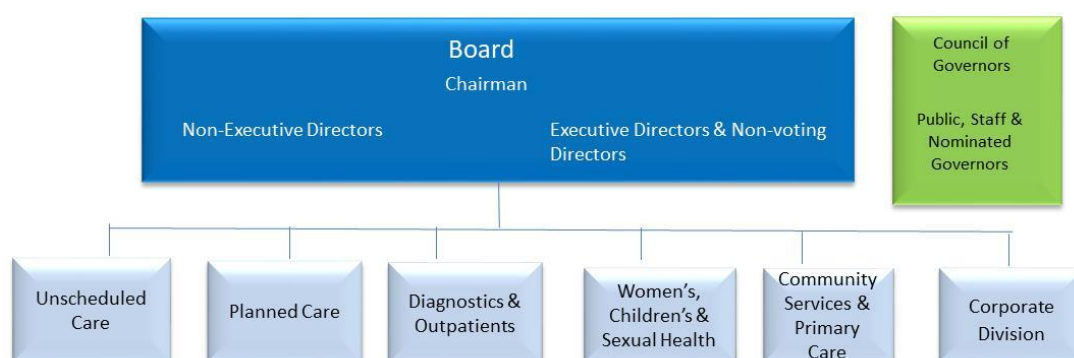 Board
Chairman
Non-Executive Directors
Executive Directors & Non-voting
Directors
Council of
Governors
Public, Staff &
Nominated
Governors
Unscheduled
Care
Planned Care
Diagnostics &
Outpatients
Women's,
Children's &
Sexual Health
Community
Services &
Primary
Care
Corporate
Division